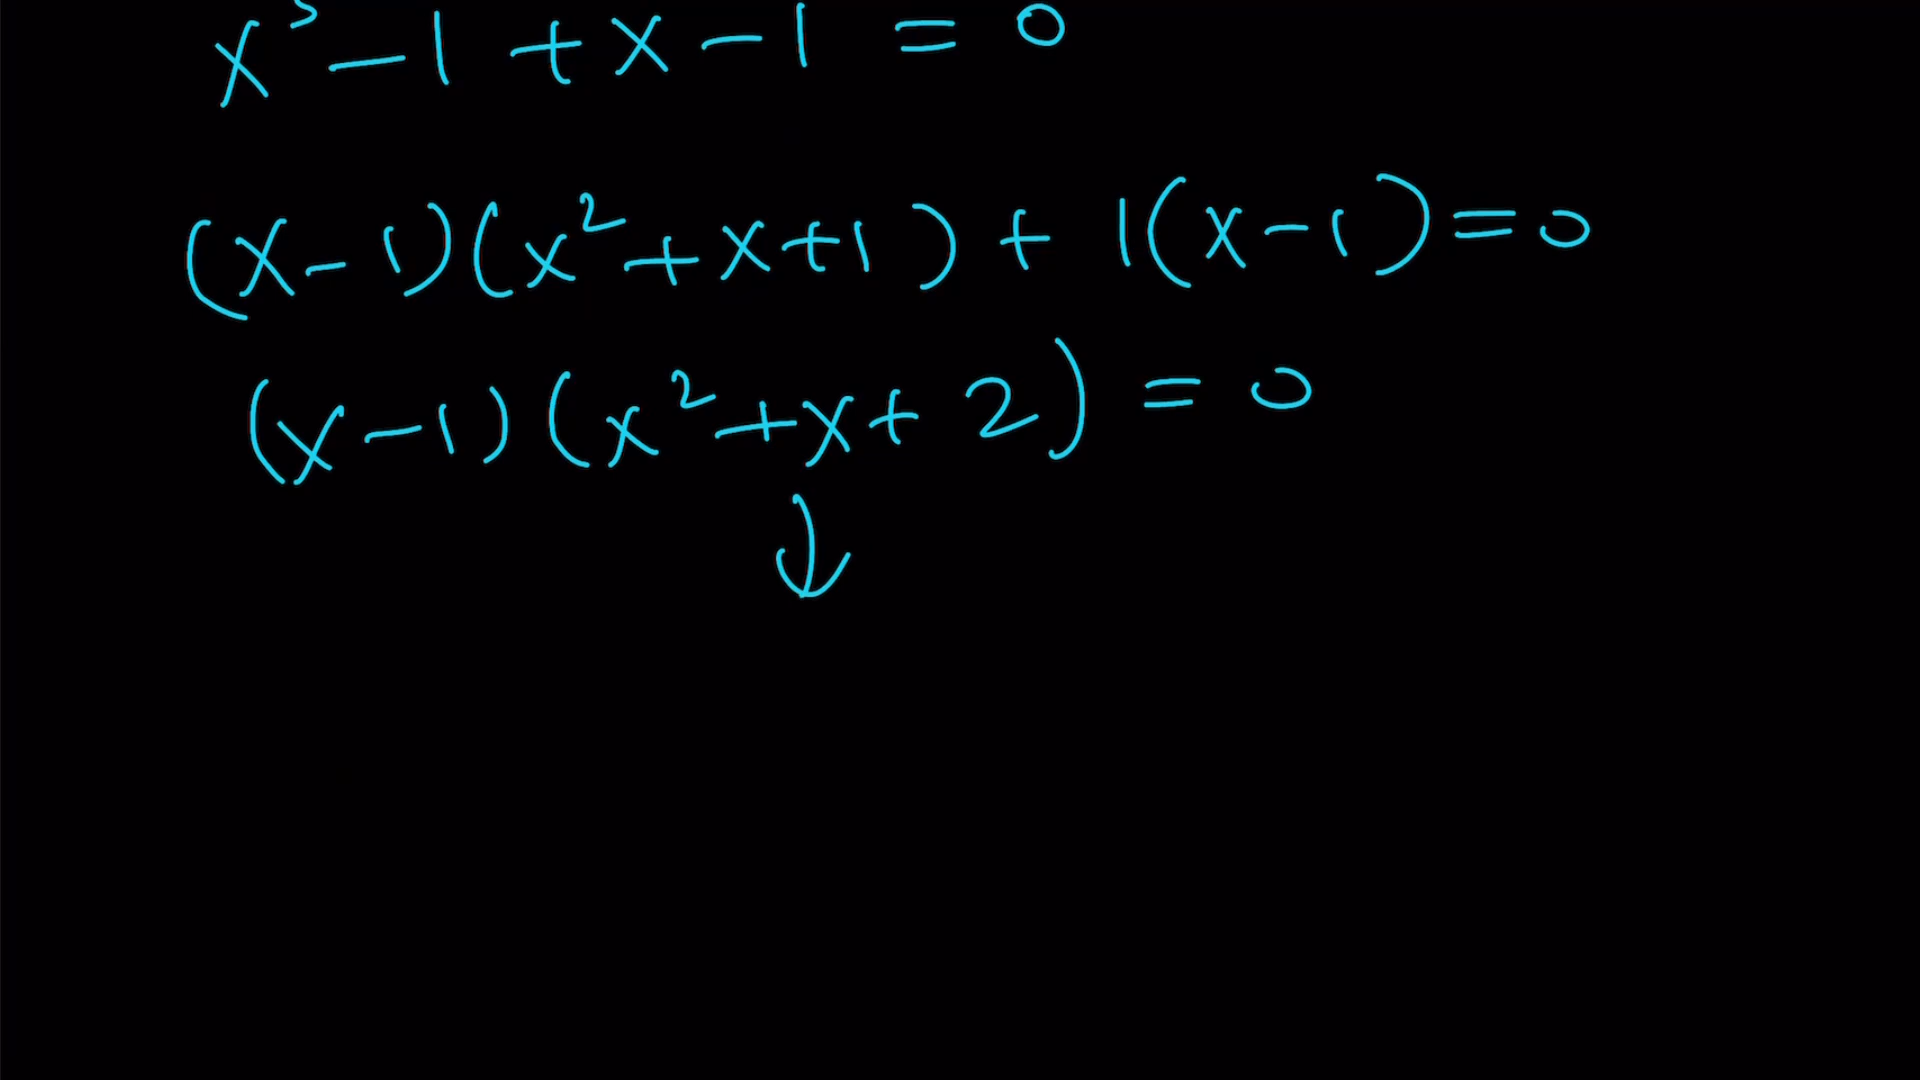 x³ - 1 + x - 1 = 0
(x-1)(x²+x+1) + 1(x-1) = 0
(x-1)(x²+x+2) = 0
↓